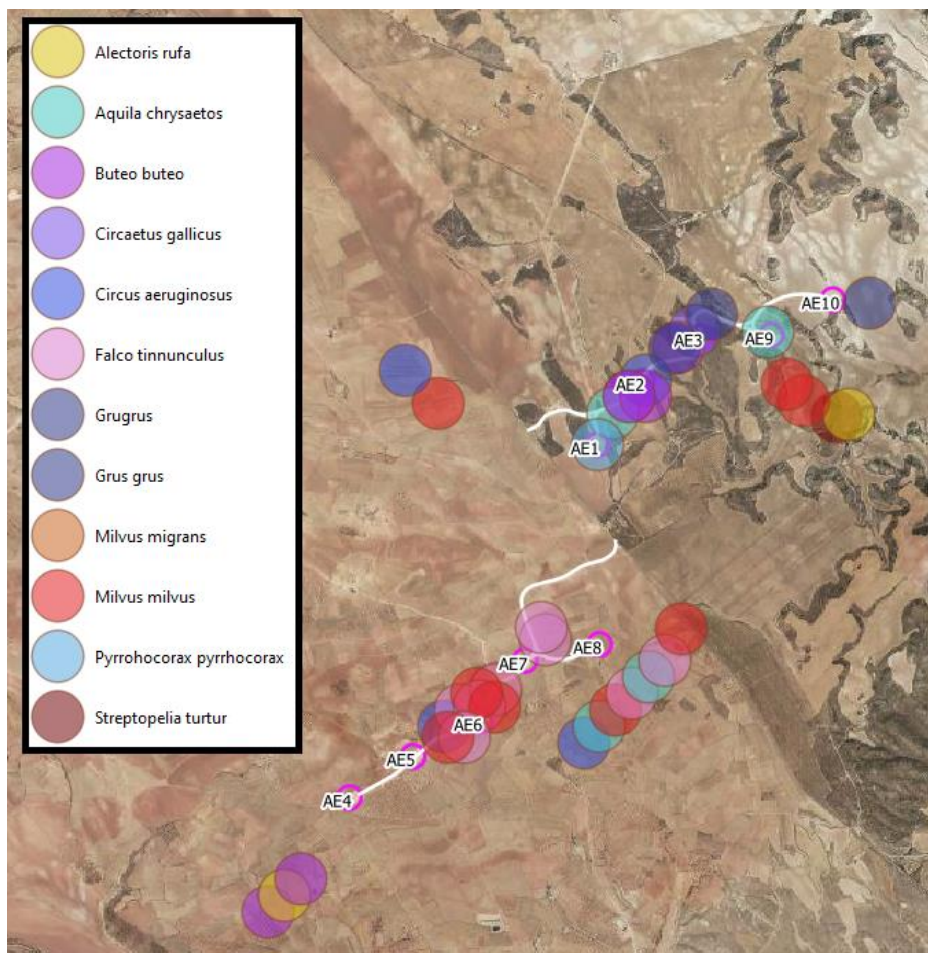 Alectoris rufa
Aquila chrysaetos
Buteo buteo
Circaetus gallicus
Circus aeruginosus
Falco tinnunculus
Grugrus
Grus grus
Milvus migrans
Milvus milvus
Pyrrohocorax pyrrhocorax
Streptopelia turtur
AE10
AE9
AE3
AE2
AE1
AE8
AE7
AE6
AE5
AE4